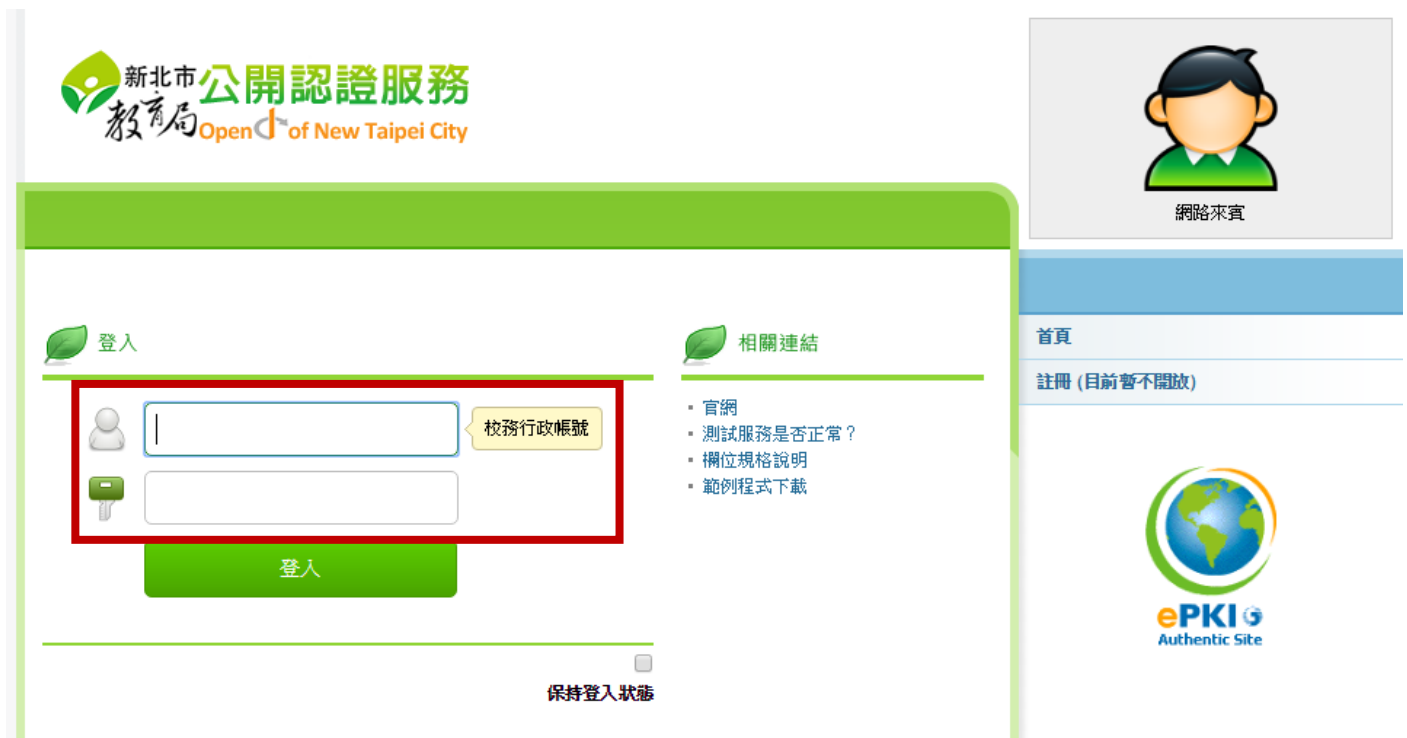 新北市
教育局
公開認證服務
Open of New Taipei City
網路來賓
登入
校務行政帳號
登入
保持登入狀態
相關連結
官網
測試服務是否正常？
欄位規格說明
範例程式下載
首頁
註冊 (目前暫不開放)
ePKI
Authentic Site